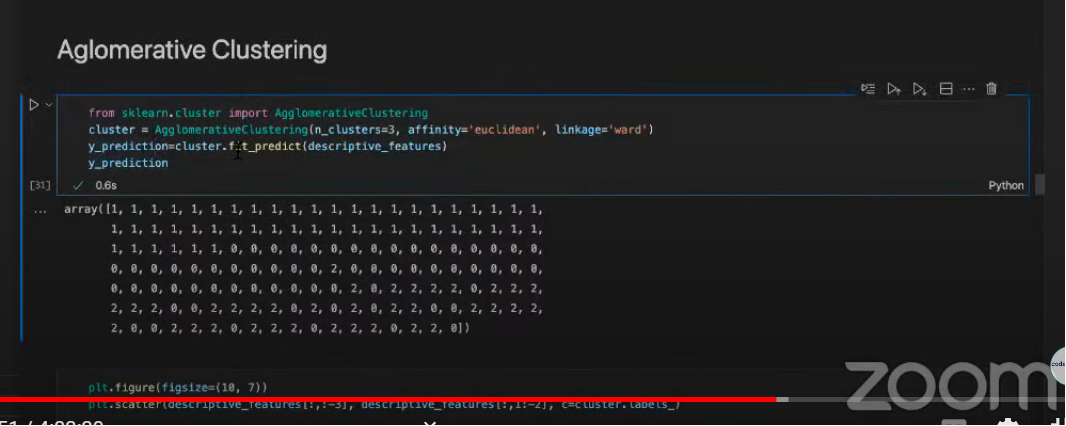 Aglomerative Clustering
from sklearn.cluster import AgglomerativeClustering
cluster = AgglomerativeClustering(n_clusters=3, affinity='euclidean', linkage='ward')
y_prediction=cluster.fit_predict(descriptive_features)
y_prediction
[31] ✓ 0.6s Python
... array([1, 1, 1, 1, 1, 1, 1, 1, 1, 1, 1, 1, 1, 1, 1, 1, 1, 1, 1, 1, 1, 1,
1, 1, 1, 1, 1, 1, 1, 1, 1, 1, 1, 1, 1, 1, 1, 1, 1, 1, 1, 1, 1, 1,
1, 1, 1, 1, 1, 1, 0, 0, 0, 0, 0, 0, 0, 0, 0, 0, 0, 0, 0, 0, 0, 0,
0, 0, 0, 0, 0, 0, 0, 0, 0, 0, 0, 2, 0, 0, 0, 0, 0, 0, 0, 0, 0, 0,
0, 0, 0, 0, 0, 0, 0, 0, 0, 0, 0, 0, 2, 0, 2, 2, 2, 2, 0, 2, 2, 2,
2, 2, 2, 0, 0, 2, 2, 2, 2, 0, 2, 0, 2, 0, 2, 2, 0, 0, 2, 2, 2, 2,
2, 0, 0, 2, 2, 2, 0, 2, 2, 2, 0, 2, 2, 2, 0, 2, 2, 0])
plt.figure(figsize=(10, 7))
plt.scatter(descriptive_features[:,:-3], descriptive_features[:,1:-2], c=cluster.labels_)
zoom
code